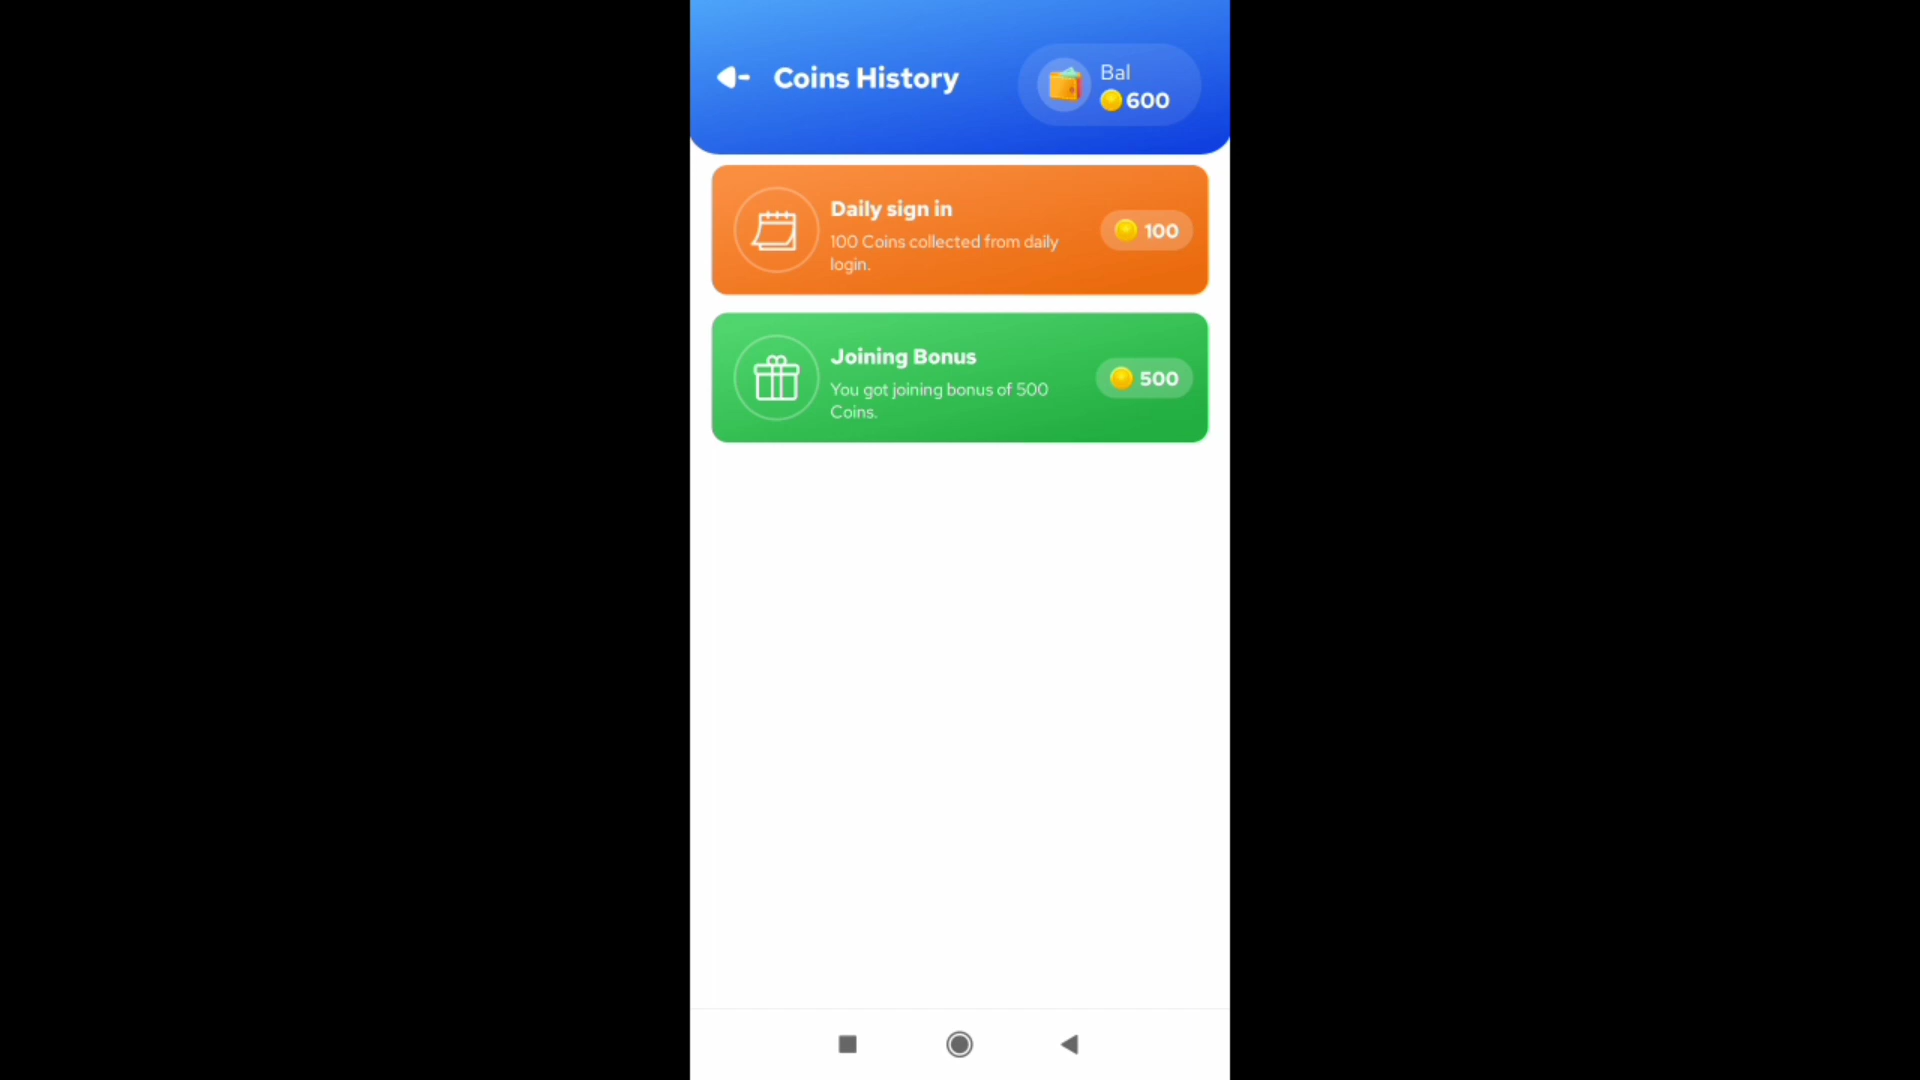 Coins History
Bal
600
Daily sign in
100 Coins collected from daily
login.
100
Joining Bonus
You got joining bonus of 500
Coins.
500